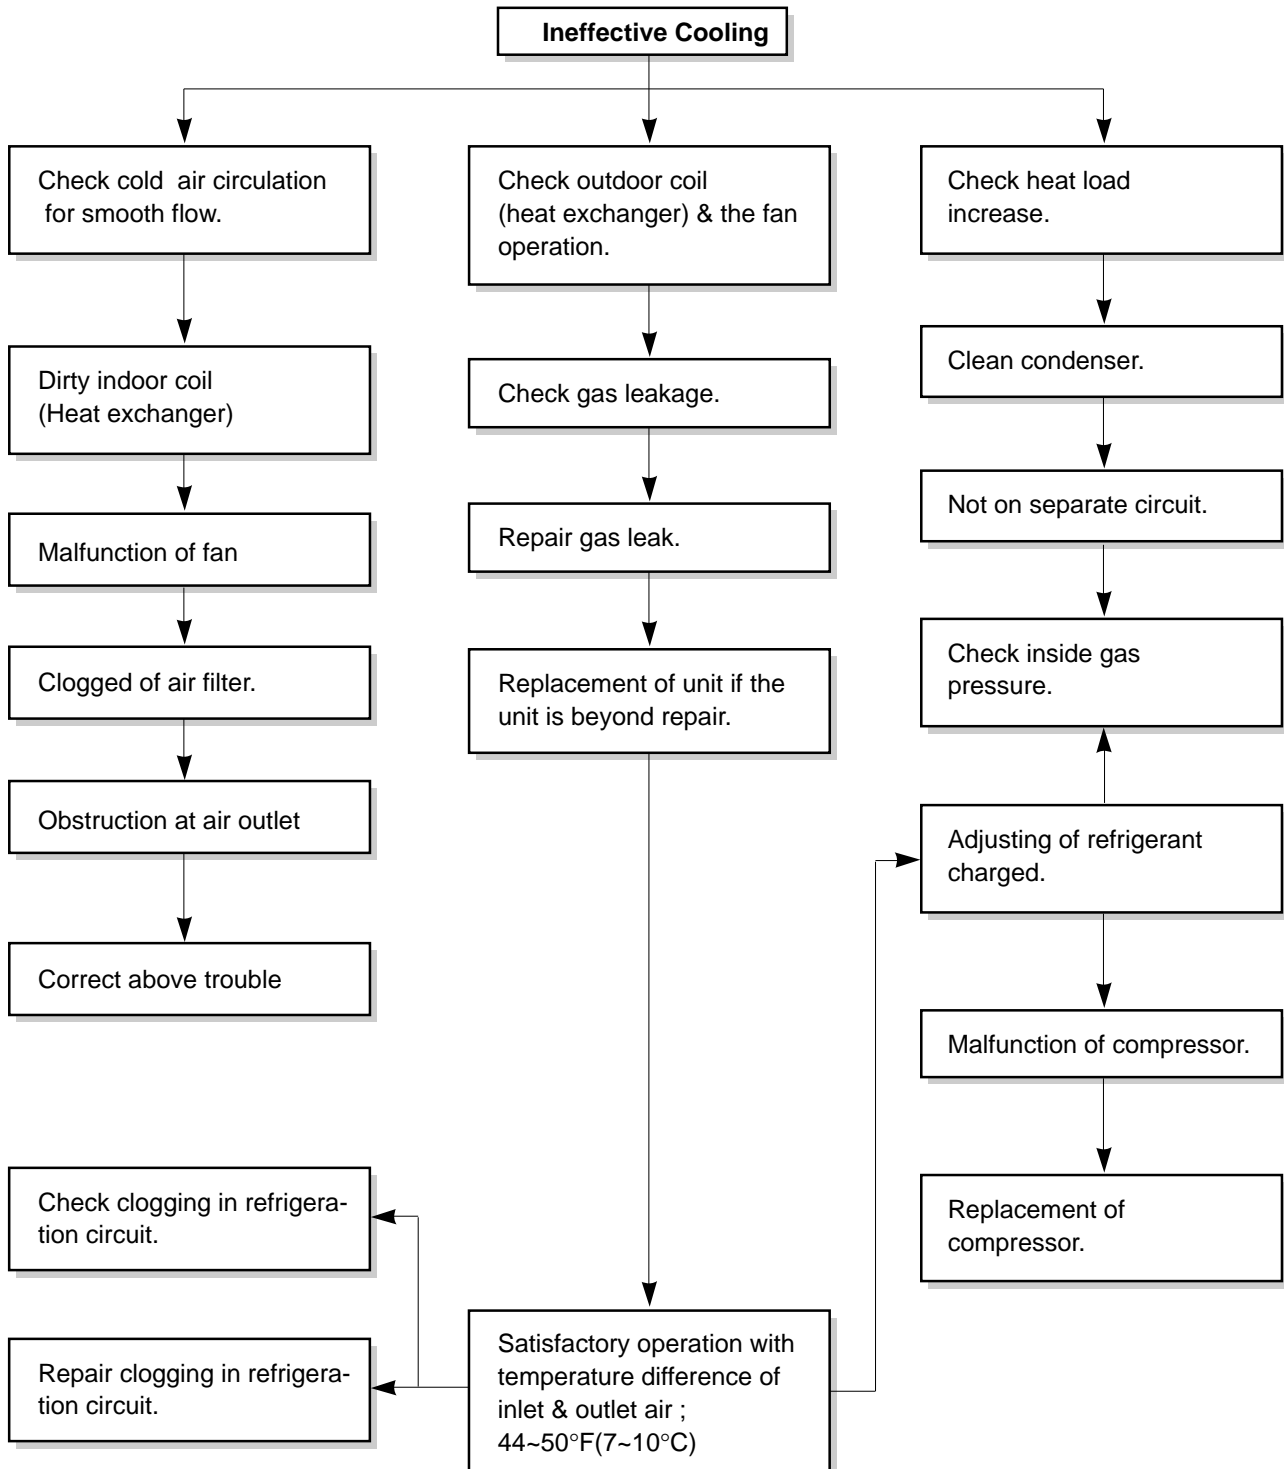 Ineffective Cooling
Check cold air circulation
for smooth flow.
Dirty indoor coil
(Heat exchanger)
Malfunction of fan
Clogged of air filter.
Obstruction at air outlet
Correct above trouble
Check outdoor coil
(heat exchanger) & the fan
operation.
Check gas leakage.
Repair gas leak.
Replacement of unit if the
unit is beyond repair.
Check heat load
increase.
Clean condenser.
Not on separate circuit.
Check inside gas
pressure.
Adjusting of refrigerant
charged.
Malfunction of compressor.
Replacement of
compressor.
Check clogging in refrigera-
tion circuit.
Repair clogging in refrigera-
tion circuit.
Satisfactory operation with
temperature difference of
inlet & outlet air ;
44~50°F(7~10°C)